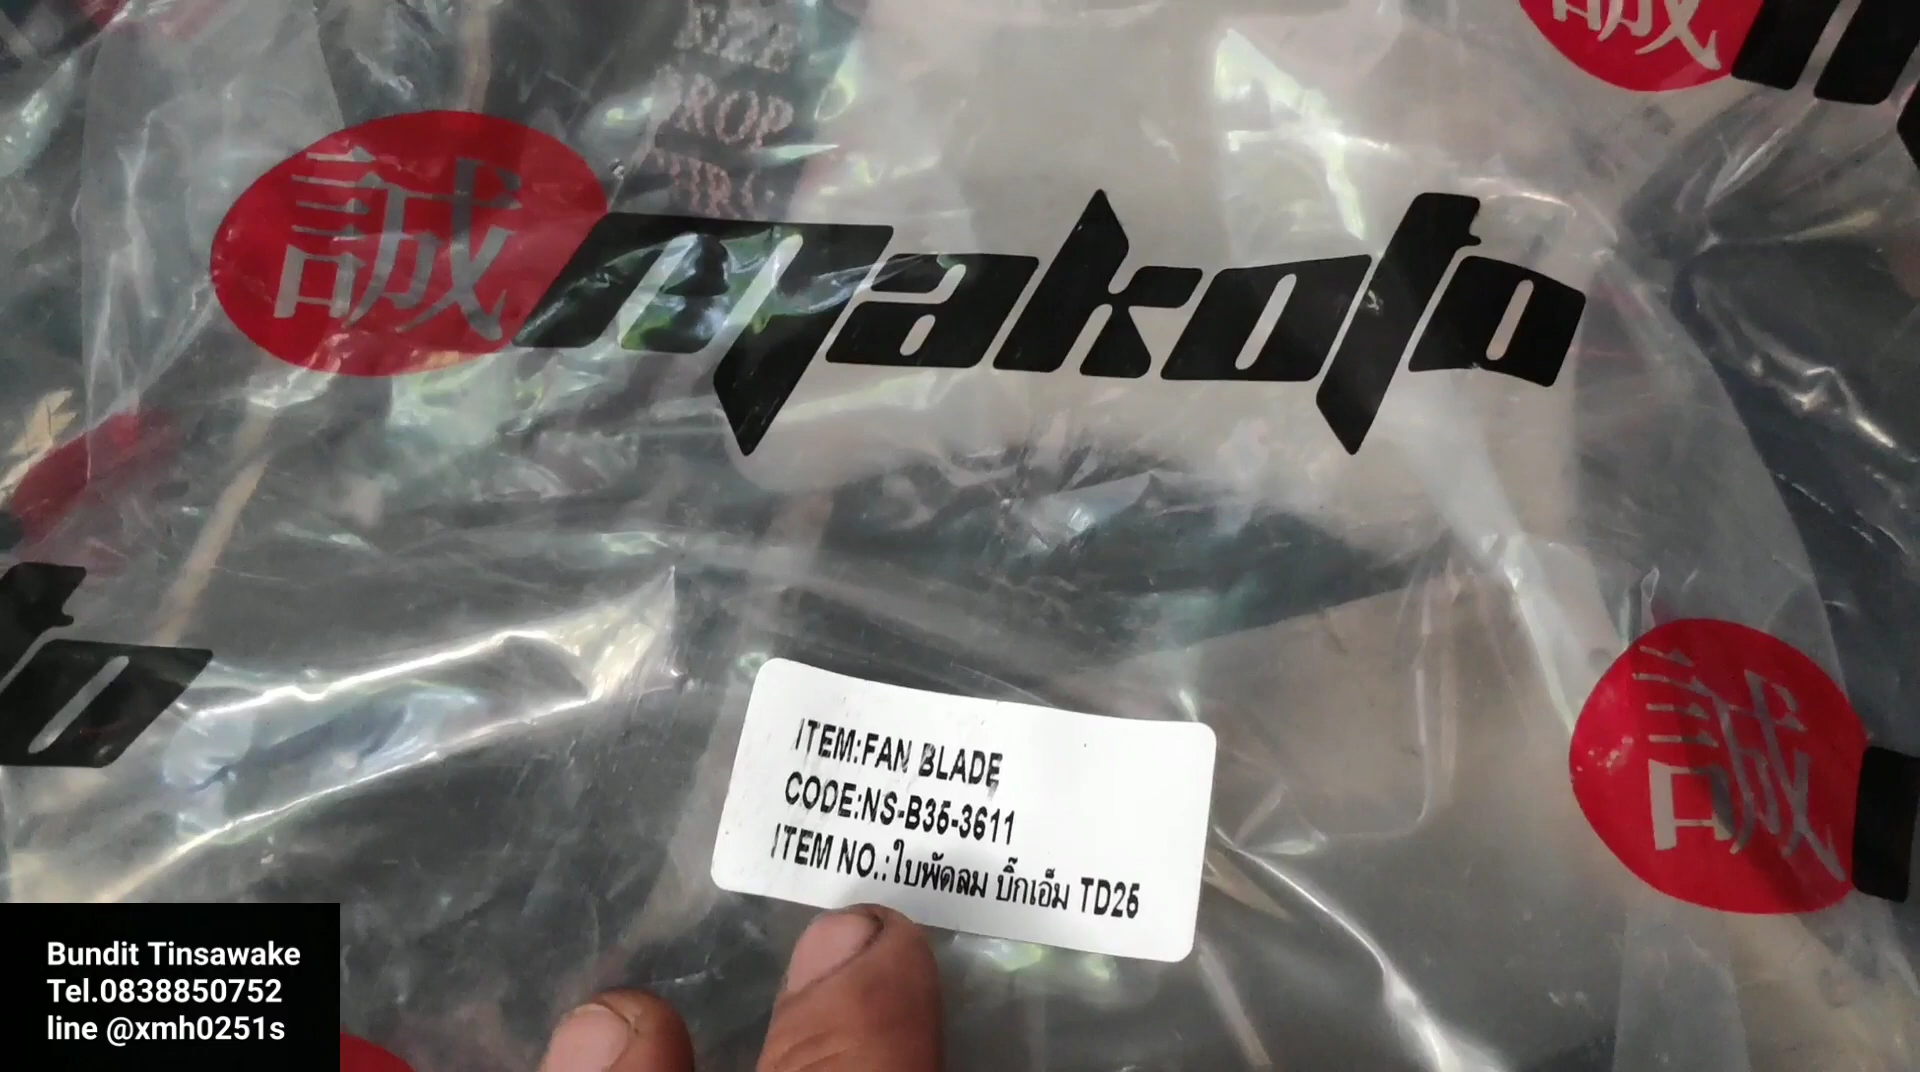 誠 makoto
誠
ITEM:FAN BLADE
CODE:NS-B35-3611
ITEM NO.:ใบพัดลม บิ๊กเอ็ม TD25
Bundit Tinsawake
Tel.0838850752
line @xmh0251s